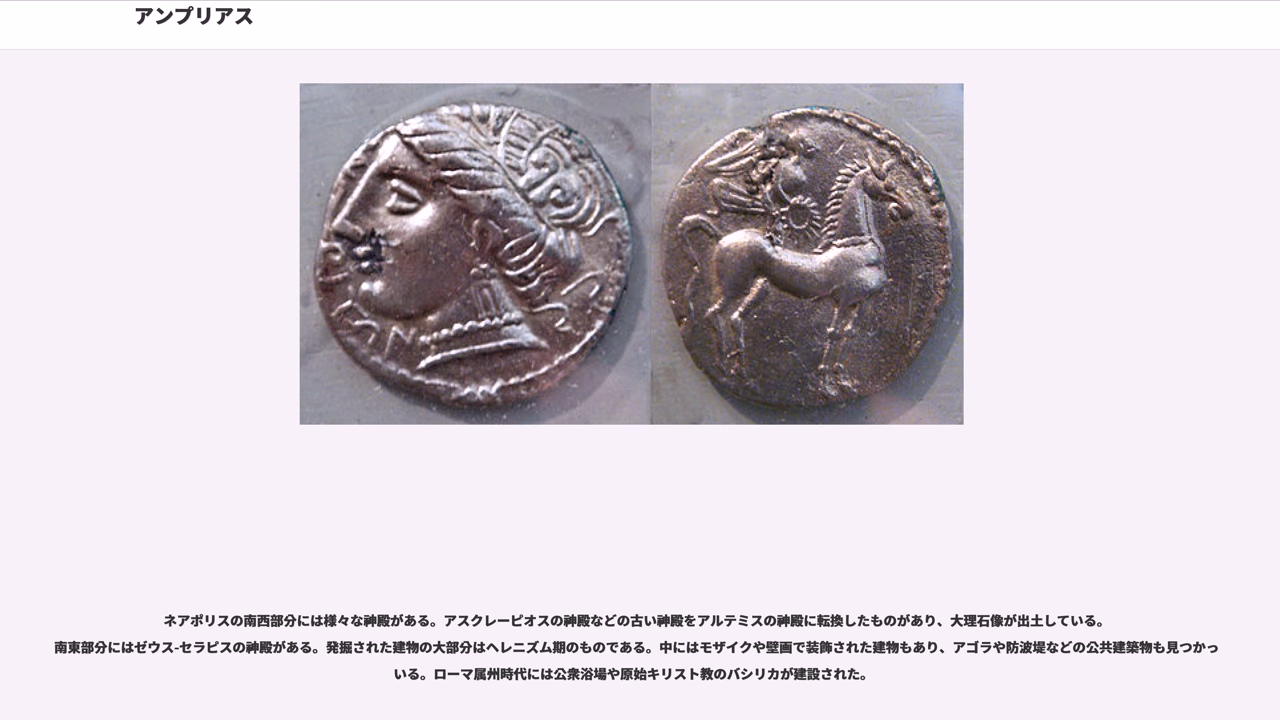 アンプリアス
ネアポリスの南西部分には様々な神殿がある。アスクレーピオスの神殿などの古い神殿をアルテミスの神殿に転換したものがあり、大理石像が出土している。
南東部分にはゼウス-セラピスの神殿がある。発掘された建物の大部分はヘレニズム期のものである。中にはモザイクや壁画で装飾された建物もあり、アゴラや防波堤などの公共建築物も見つかっ
いる。ローマ属州時代には公衆浴場や原始キリスト教のバシリカが建設された。